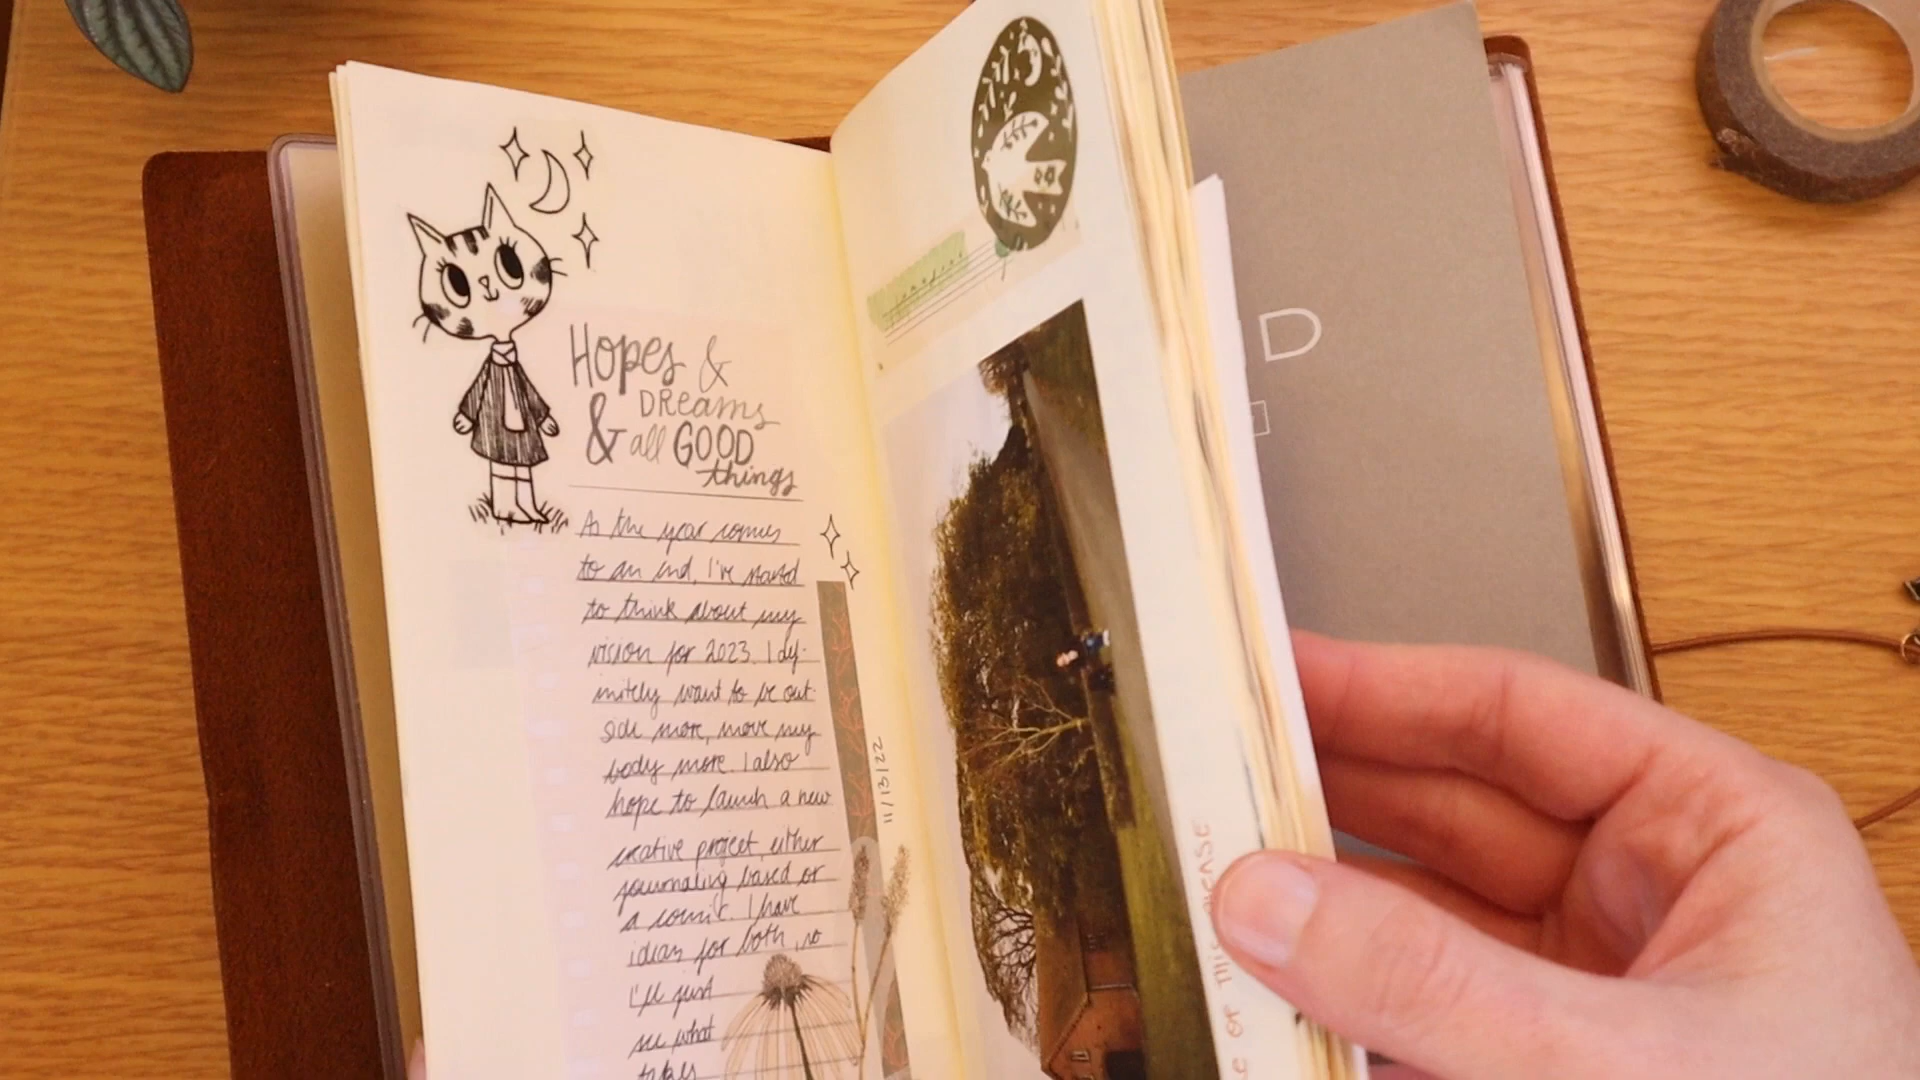 Hopes &
DReams
& all GOOD
things
As the year comes
to an end, I've started
to think about my
vision for 2023. I def-
initely want to be out-
side more, move my
body more. I also
hope to launch a new
creative project, either
journaling based or
a comic. I have
ideas for both, so
I'll just
see what
takes
11/13/22
D
OF THIS